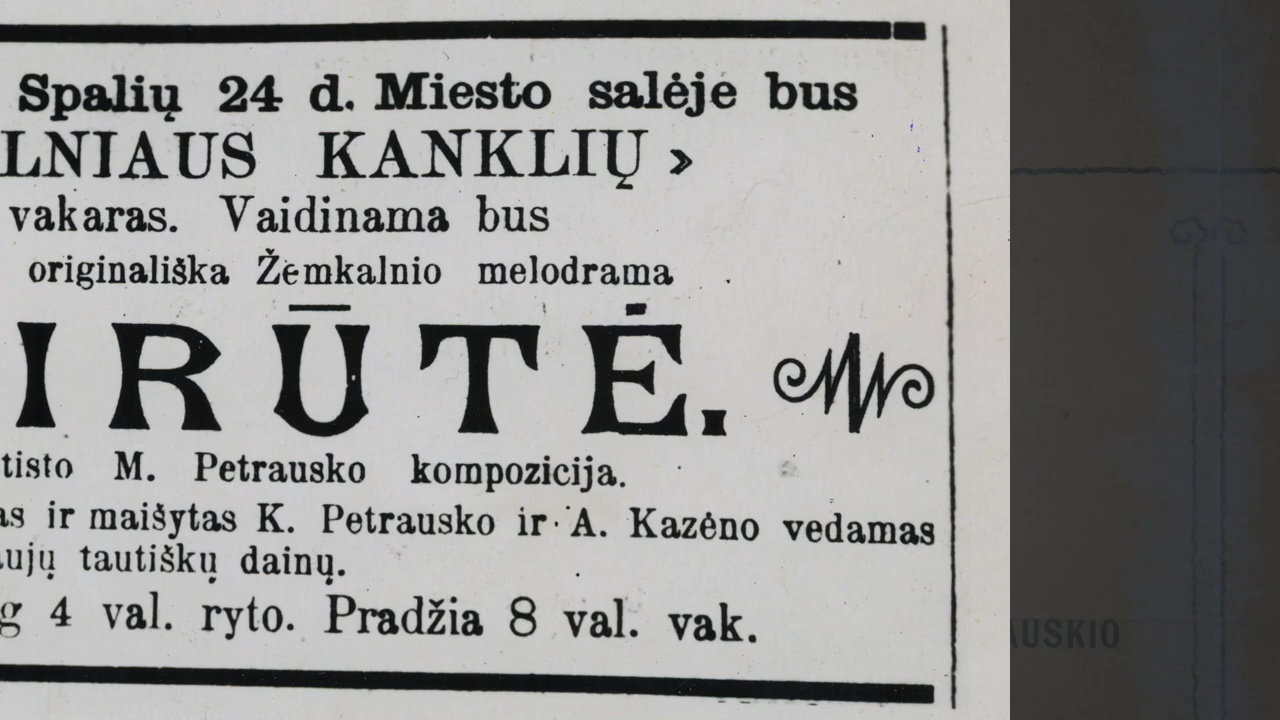 Spalių 24 d. Miesto salėje bus
LNIAUS KANKLIŲ »
vakaras. Vaidinama bus
originališka Žemkalnio melodrama
IRŪTĖ.
tisto M. Petrausko kompozicija.
as ir maišytas K. Petrausko ir A. Kazėno vedamas
ujų tautiškų dainų.
g 4 val. ryto. Pradžia 8 val. vak.
AUSKIO